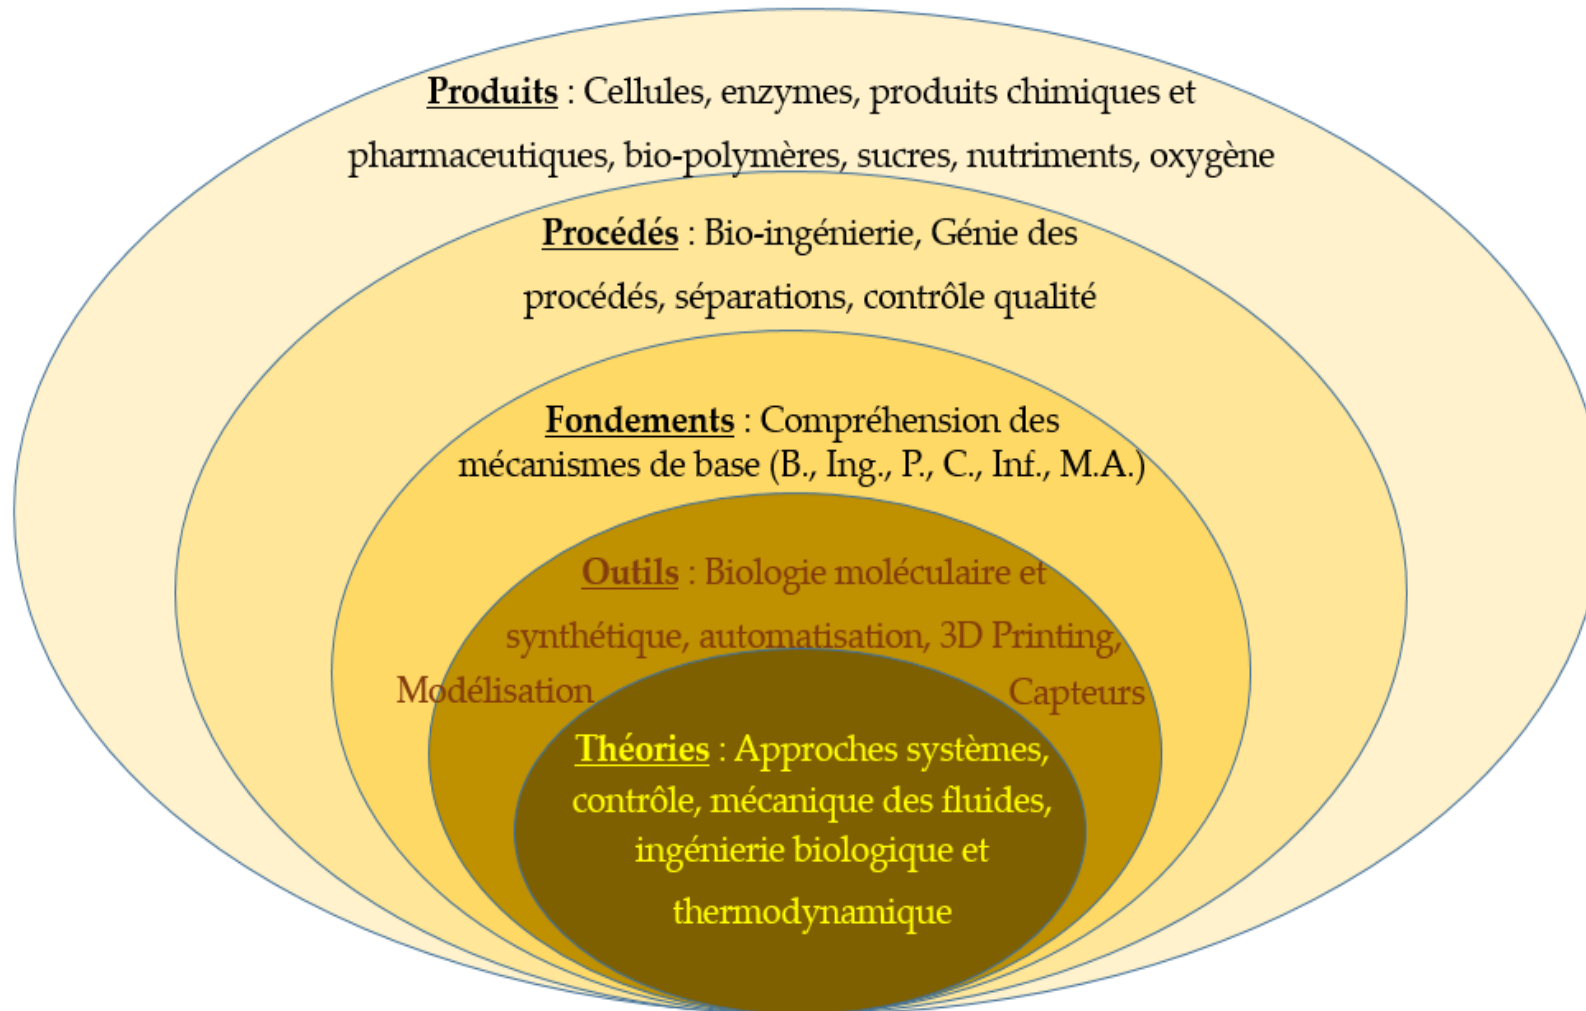 Produits : Cellules, enzymes, produits chimiques et
pharmaceutiques, bio-polymères, sucres, nutriments, oxygène
Procédés : Bio-ingénierie, Génie des
procédés, séparations, contrôle qualité
Fondements : Compréhension des
mécanismes de base (B., Ing., P., C., Inf., M.A.)
Outils : Biologie moléculaire et
synthétique, automatisation, 3D Printing,
Modélisation
Capteurs
Théories : Approches systèmes,
contrôle, mécanique des fluides,
ingénierie biologique et
thermodynamique